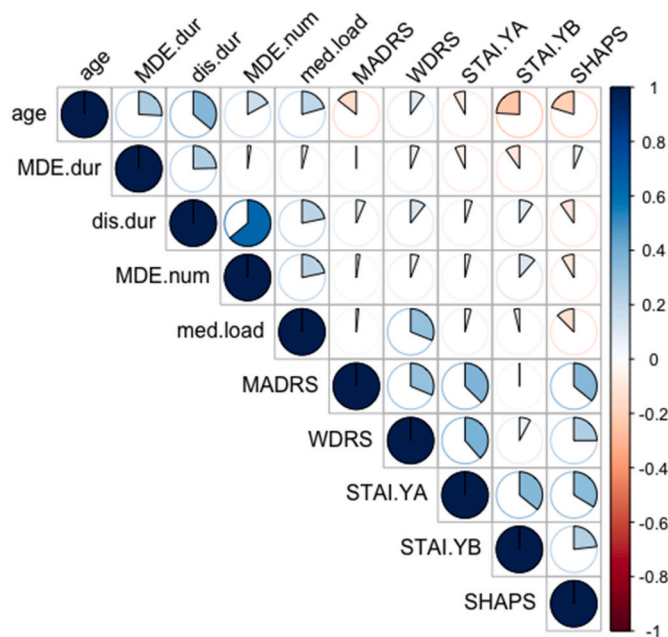 age MDE.dur dis.dur MDE.num med.load MADRS WDRS STAI.YA STAI.YB SHAPS
age
MDE.dur
dis.dur
MDE.num
med.load
MADRS
WDRS
STAI.YA
STAI.YB
SHAPS
1
0.8
0.6
0.4
0.2
0
-0.2
-0.4
-0.6
-0.8
-1